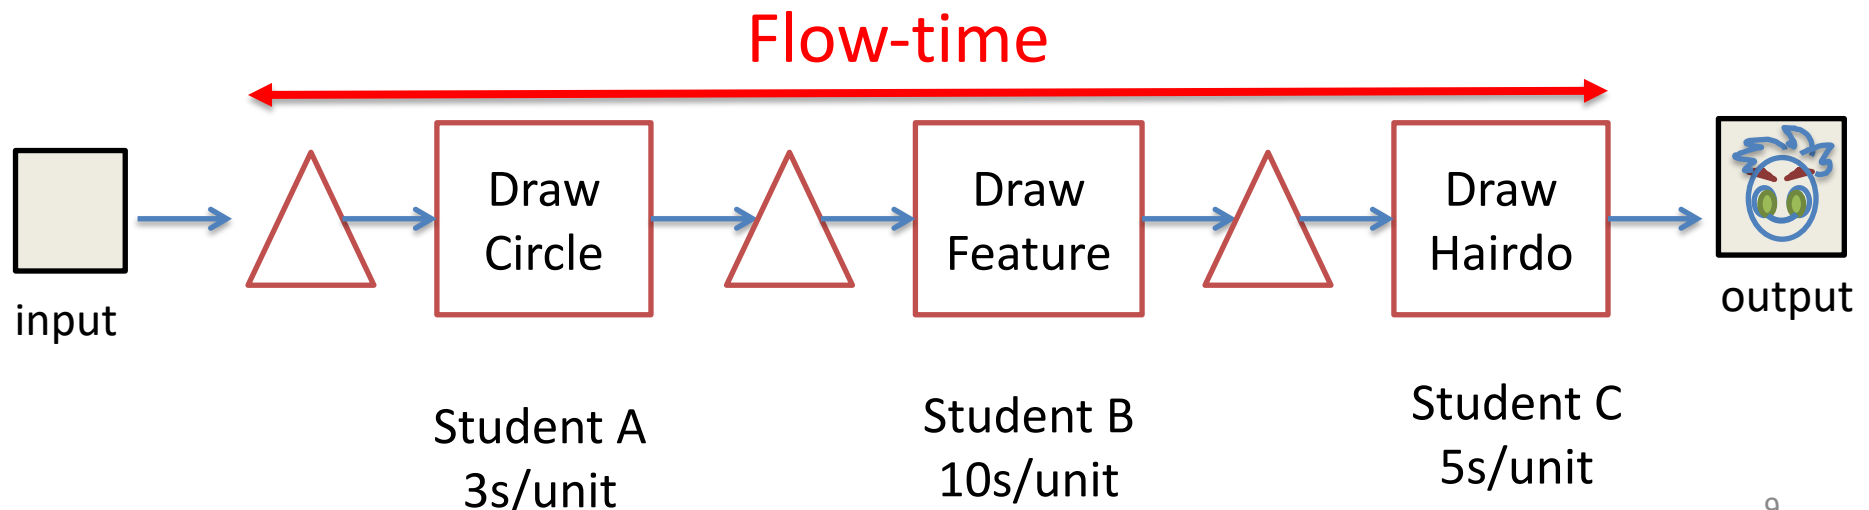 Flow-time
input
Draw
Circle
Draw
Feature
Draw
Hairdo
output
Student A
3s/unit
Student B
10s/unit
Student C
5s/unit
9